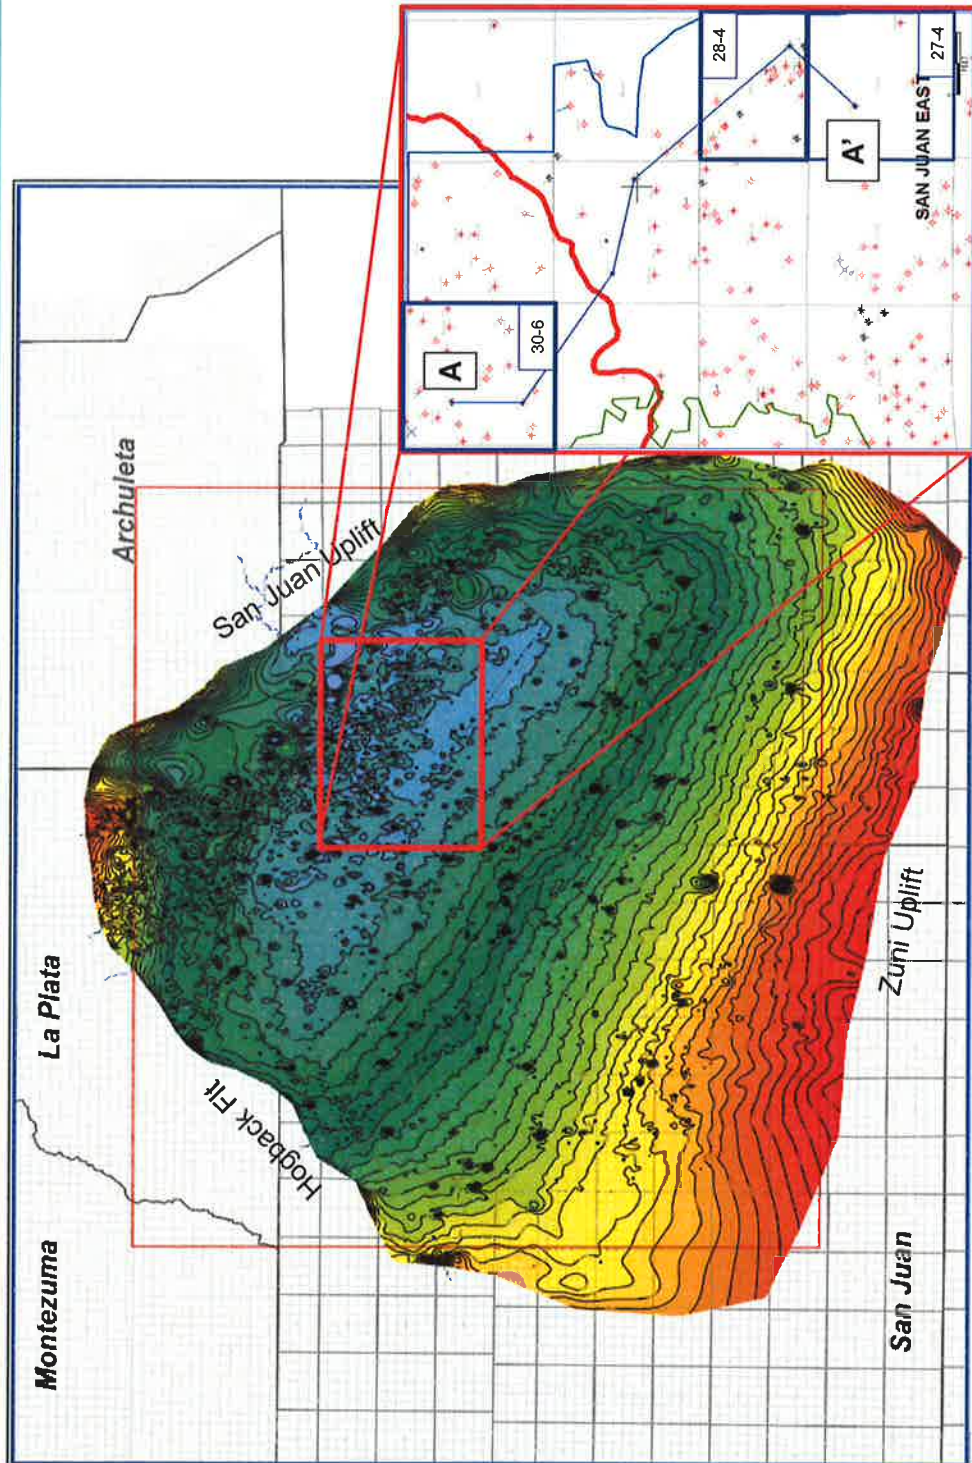 Montezuma
La Plata
Archuleta
Hogback Flt
San Juan Uplift
Zuni Uplift
San Juan
A
30-6
28-4
27-4
A'
SAN JUAN EAST